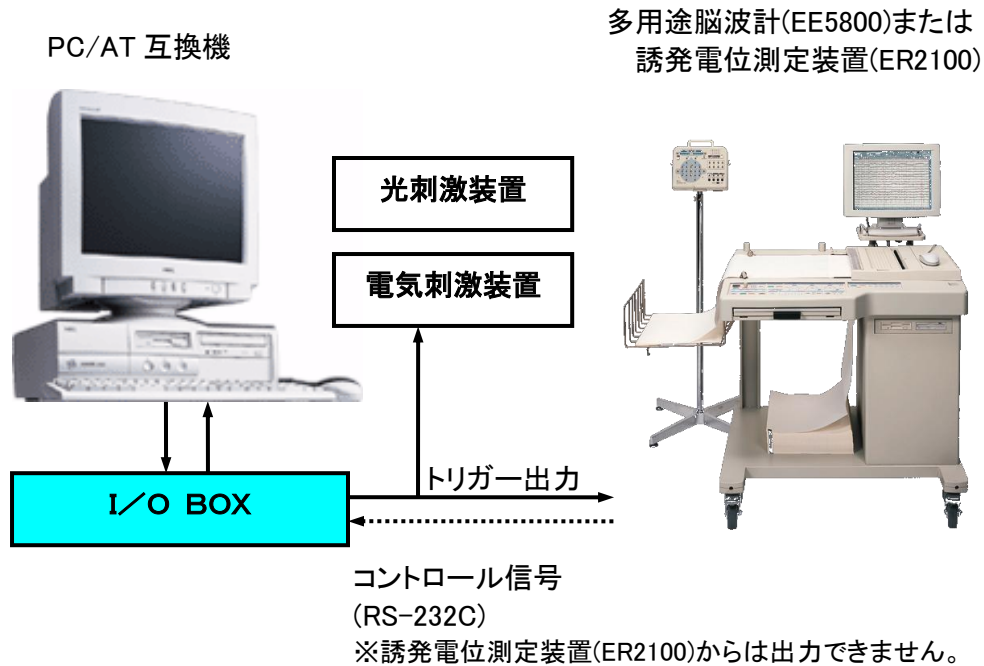 多用途脳波計(EE5800)または
誘発電位測定装置(ER2100)
PC/AT 互換機
光刺激装置
電気刺激装置
トリガー出力
I/O BOX
コントロール信号
(RS-232C)
※誘発電位測定装置(ER2100)からは出力できません。